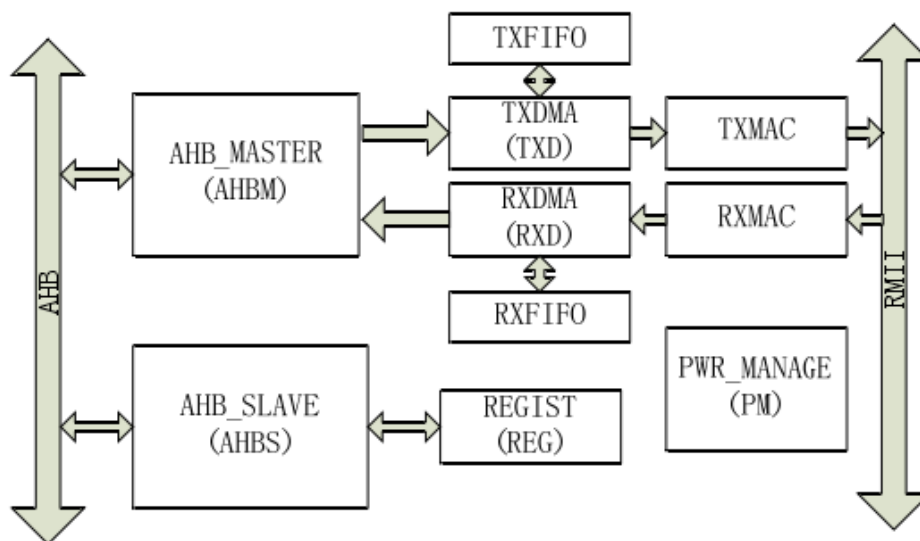 TXFIFO
AHB_MASTER
(AHBM)
TXDMA
(TXD)
TXMAC
RXDMA
(RXD)
RXMAC
AHB
RMII
RXFIFO
AHB_SLAVE
(AHBS)
REGIST
(REG)
PWR_MANAGE
(PM)